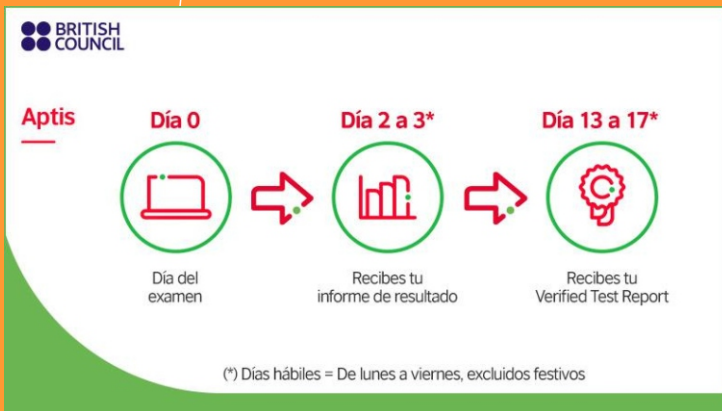 BRITISH
COUNCIL
Aptis
Día 0
Día 2 a 3*
Día 13 a 17*
Día del
examen
Recibes tu
informe de resultado
Recibes tu
Verified Test Report
(*) Días hábiles = De lunes a viernes, excluidos festivos